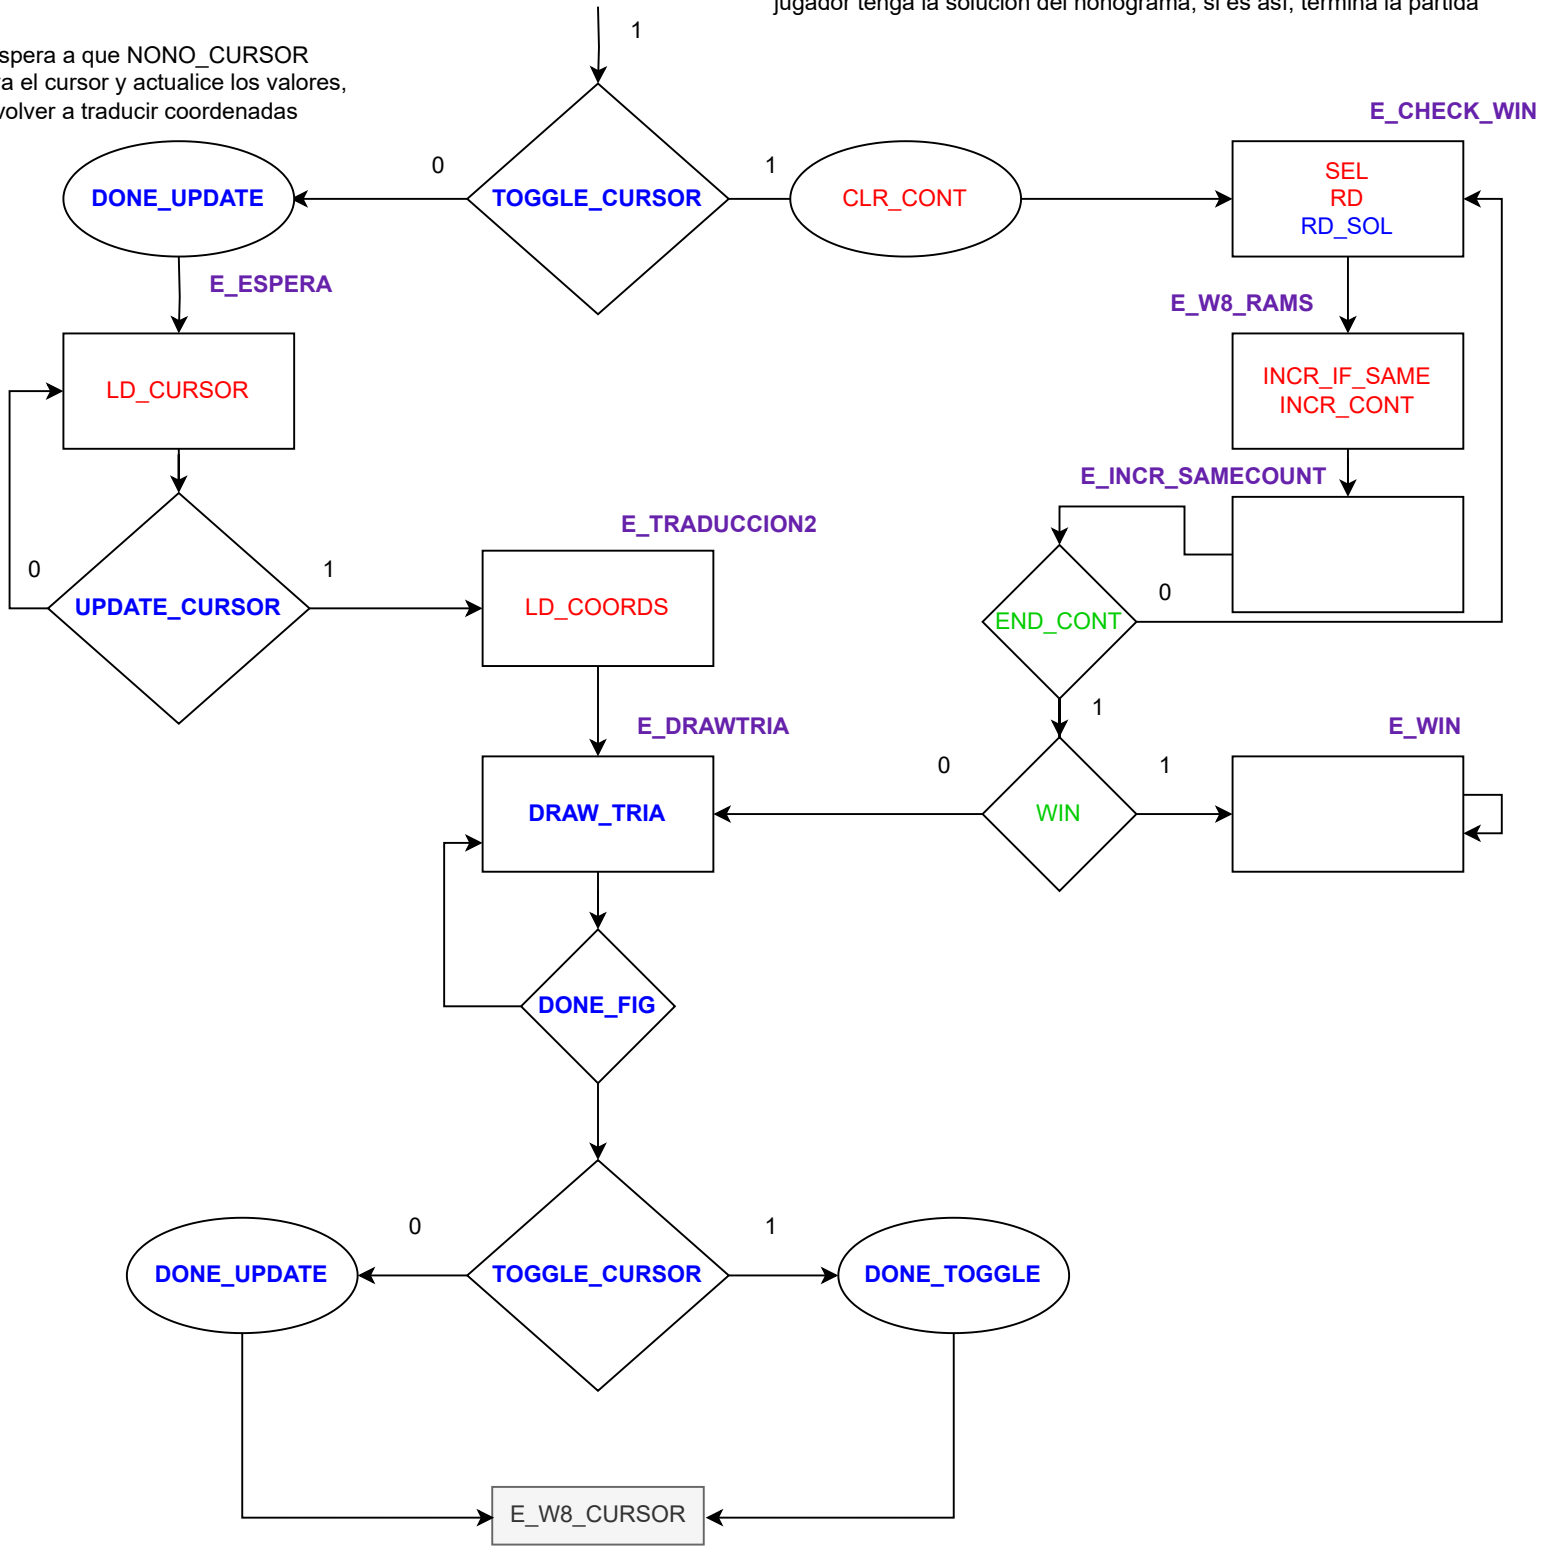 jugador tenga la solución del nonograma, si es así, termina la partida
1
espera a que NONO_CURSOR
el cursor y actualice los valores,
volver a traducir coordenadas
E_CHECK_WIN
0
1
DONE_UPDATE
TOGGLE_CURSOR
CLR_CONT
SEL
RD
RD_SOL
E_ESPERA
E_W8_RAMS
LD_CURSOR
INCR_IF_SAME
INCR_CONT
E_INCR_SAMECOUNT
E_TRADUCCION2
0
1
UPDATE_CURSOR
LD_COORDS
END_CONT
0
1
E_DRAWTRIA
E_WIN
0
1
DRAW_TRIA
WIN
DONE_FIG
0
1
DONE_UPDATE
TOGGLE_CURSOR
DONE_TOGGLE
E_W8_CURSOR